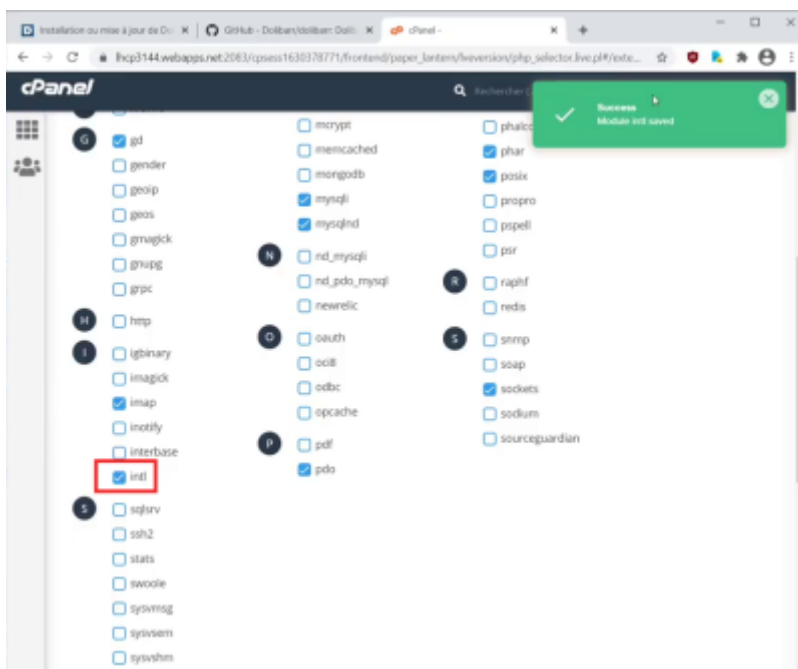 Installation ou mise à jour de Do
GitHub - Dolibarr/dolibarr: Dolib
cPanel -
lhcp3144.webapps.net:2083/cpsess1630378771/frontend/paper_lantern/lveversion/php_selector.live.pl#/exte...
cPanel
Rechercher (
Success
Module intl saved
G
gd
gender
geoip
geos
gmagick
gnupg
grpc
H
http
I
igbinary
imagick
imap
inotify
interbase
intl
S
sqlsrv
ssh2
stats
swoole
sysvmsg
sysvsem
sysvshm
mcrypt
memcached
mongodb
mysqli
mysqlnd
N
nd_mysqli
nd_pdo_mysql
newrelic
O
oauth
oci8
odbc
opcache
P
pdf
pdo
phalco
phar
posix
propro
pspell
psr
R
raphf
redis
S
snmp
soap
sockets
sodium
sourceguardian